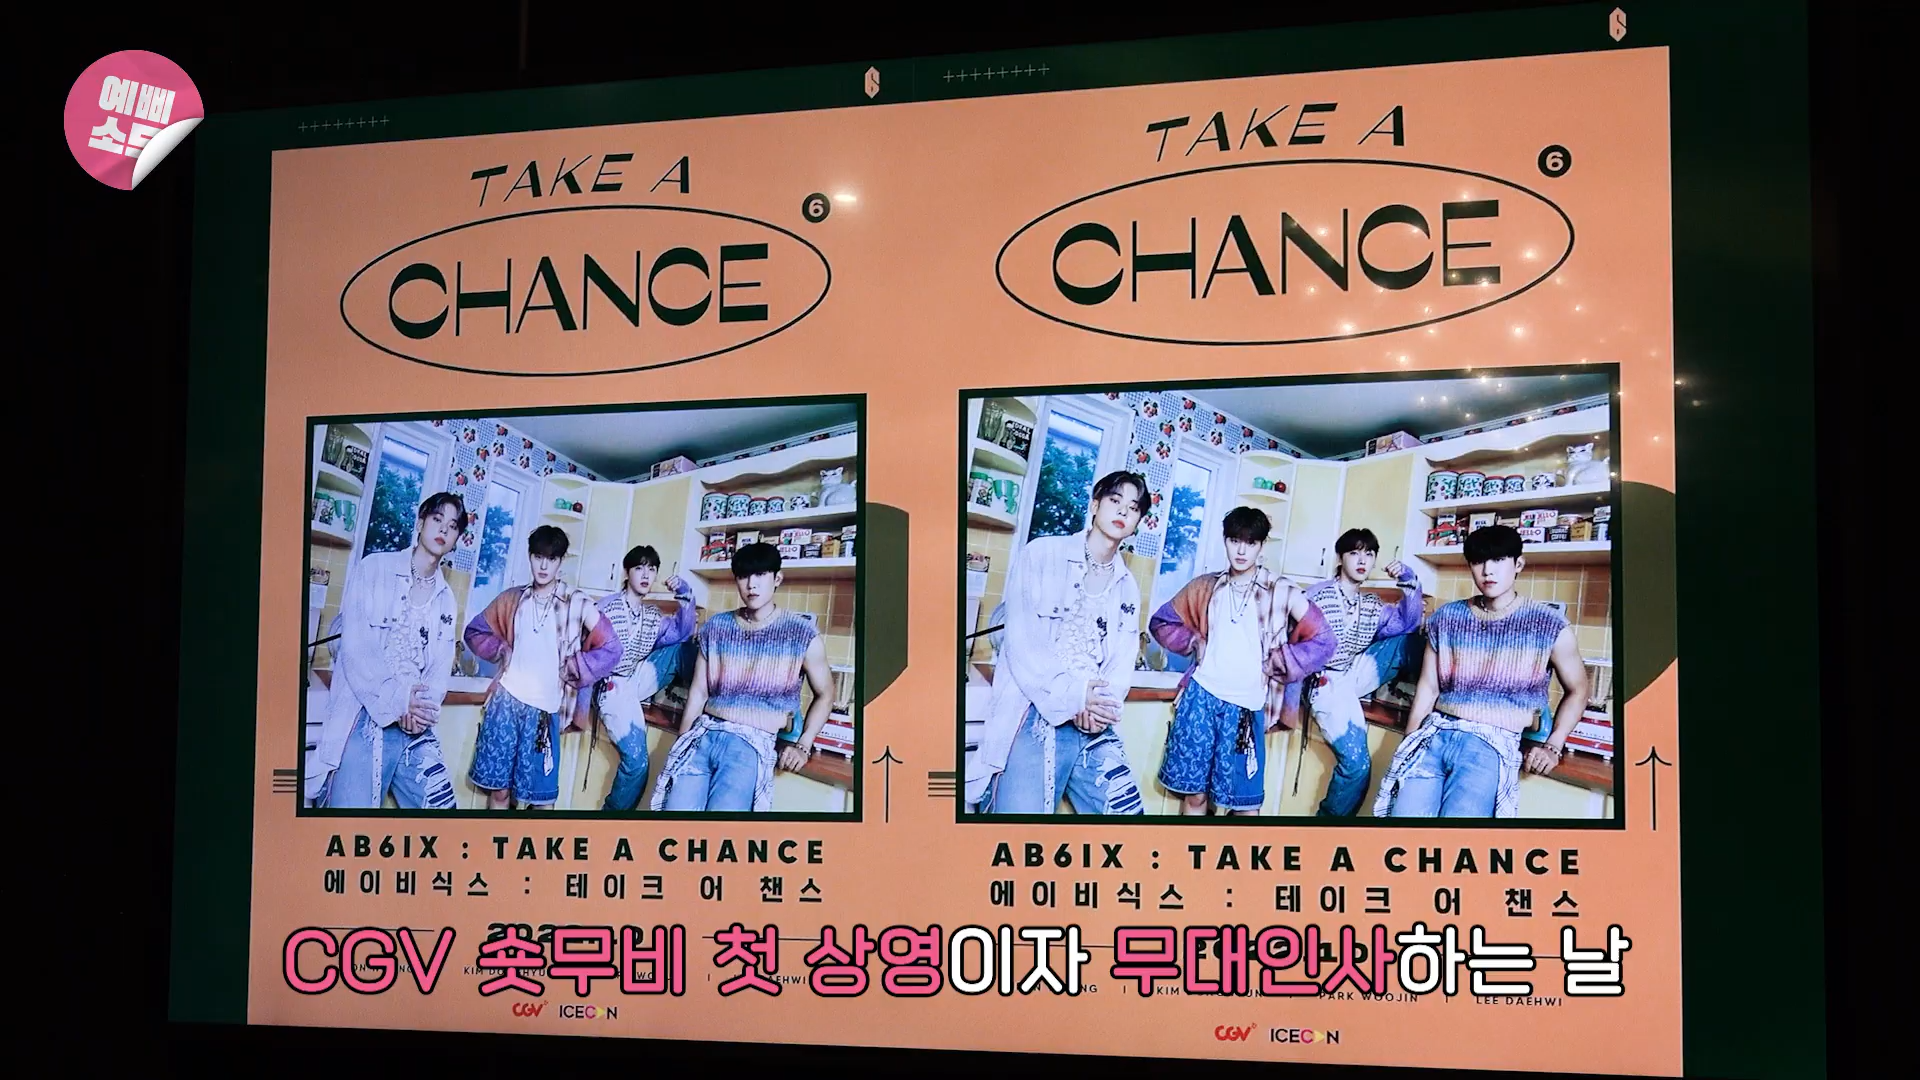 예삐
소드
TAKE A
CHANCE
6
AB6IX : TAKE A CHANCE
에이비식스 : 테이크 어 챈스
CGV ICECON
TAKE A
CHANCE
6
AB6IX : TAKE A CHANCE
에이비식스 : 테이크 어 챈스
PARK WOOJIN | LEE DAEHWI
CGV ICECON
CGV 숏무비 첫 상영이자 무대인사하는 날